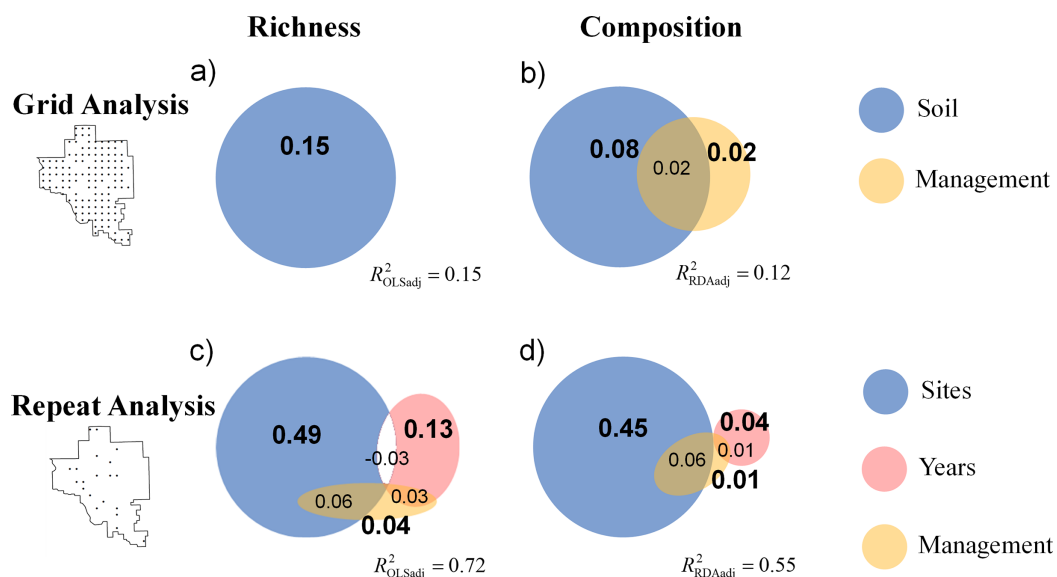 Richness
Composition
a)
b)
Grid Analysis
0.15
0.08
0.02
0.02
Soil
Management
R²OLSadj = 0.15
R²RDAadj = 0.12
c)
d)
Repeat Analysis
0.49
0.13
-0.03
0.06
0.03
0.04
0.45
0.04
0.06
0.01
0.01
Sites
Years
Management
R²OLSadj = 0.72
R²RDAadj = 0.55